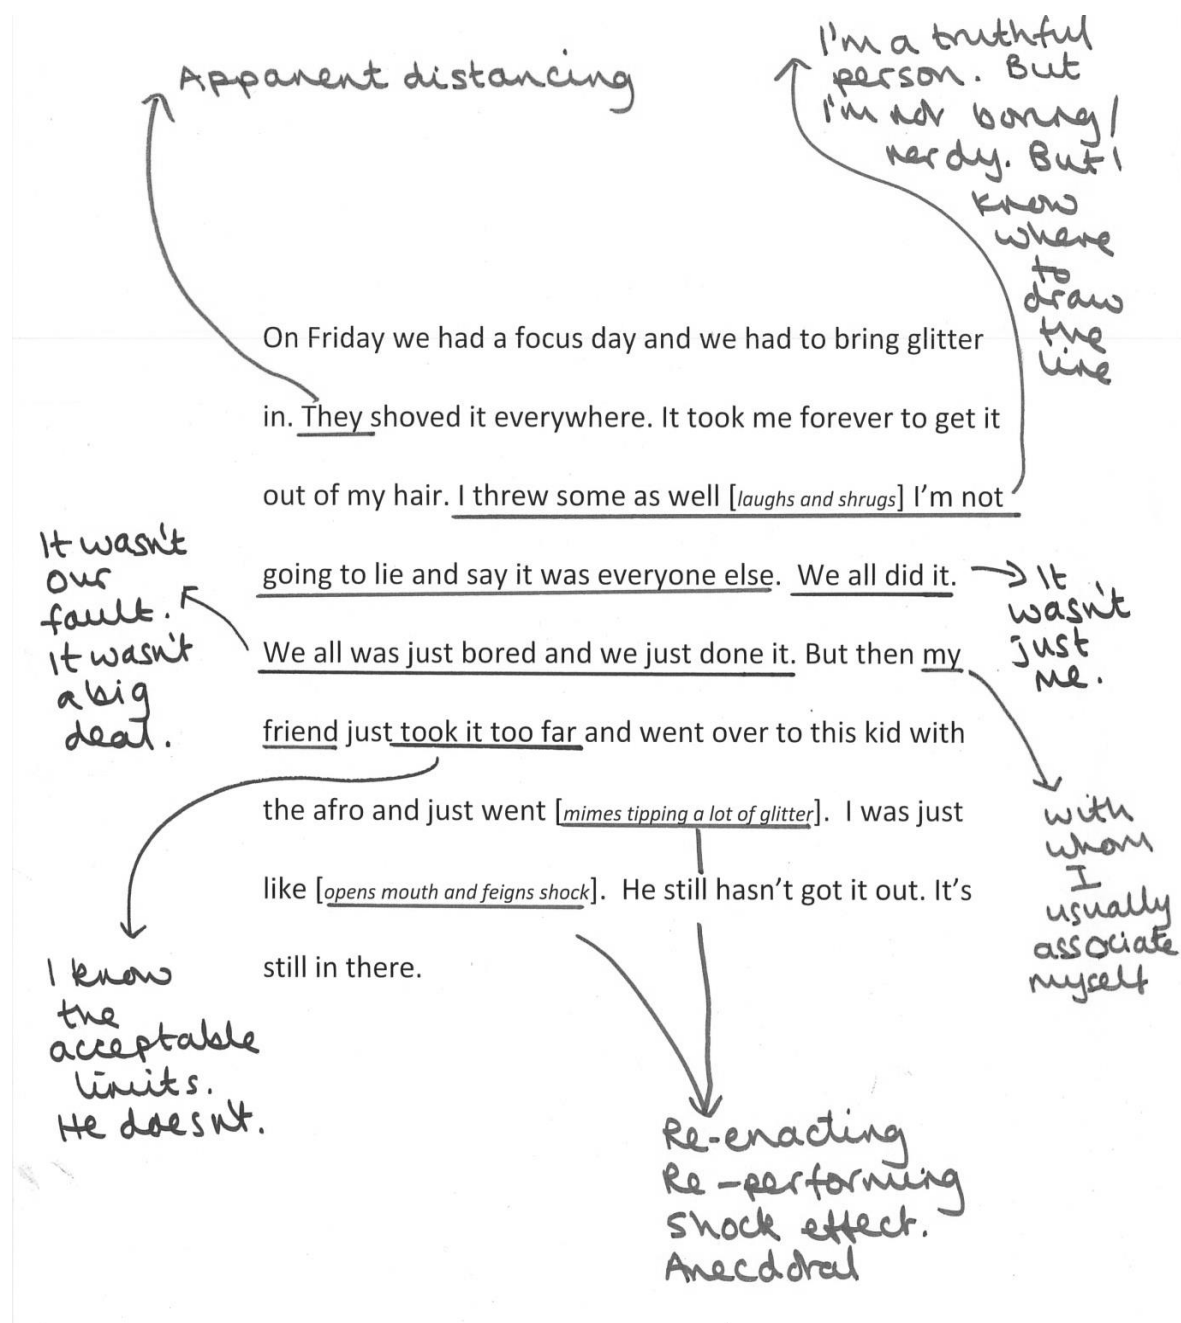 Apparent distancing
I'm a truthful
person. But
I'm not boring/
nerdy. But I
know
where
to
draw
the
line
On Friday we had a focus day and we had to bring glitter
in. They shoved it everywhere. It took me forever to get it
out of my hair. I threw some as well [laughs and shrugs] I'm not
going to lie and say it was everyone else. We all did it.
We all was just bored and we just done it. But then my
friend just took it too far and went over to this kid with
the afro and just went [mimes tipping a lot of glitter]. I was just
like [opens mouth and feigns shock]. He still hasn't got it out. It's
still in there.
It wasn't
our
fault.
It wasn't
a big
deal.
It
wasn't
just
me.
with
whom
I
usually
associate
myself
I know
the
acceptable
limits.
He doesn't.
Re-enacting
Re-performing
shock effect.
Anecdotal